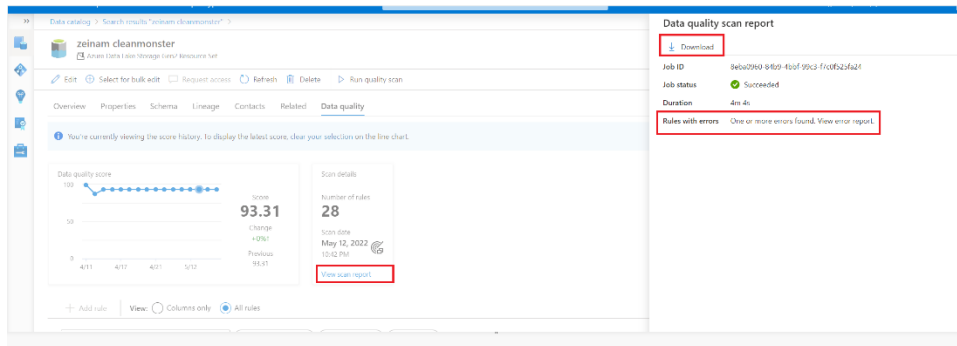 Data catalog > Search results "zeinam cleanmonster" >
zeinam cleanmonster
Azure Data Lake Storage Gen2 Resource Set
Edit Select for bulk edit Request access Refresh Delete Run quality scan
Overview Properties Schema Lineage Contacts Related Data quality
You're currently viewing the score history. To display the latest score, clear your selection on the line chart.
Data quality score
100
50
0
4/11 4/17 4/21 5/12
Score
93.31
Change
+0%↑
Previous
93.31
Scan details
Number of rules
28
Scan date
May 12, 2022
10:42 PM
View scan report
+ Add rule View: Columns only All rules
Data quality scan report
Download
Job ID
Job status Succeeded
Duration 4m 4s
Rules with errors One or more errors found. View error report.